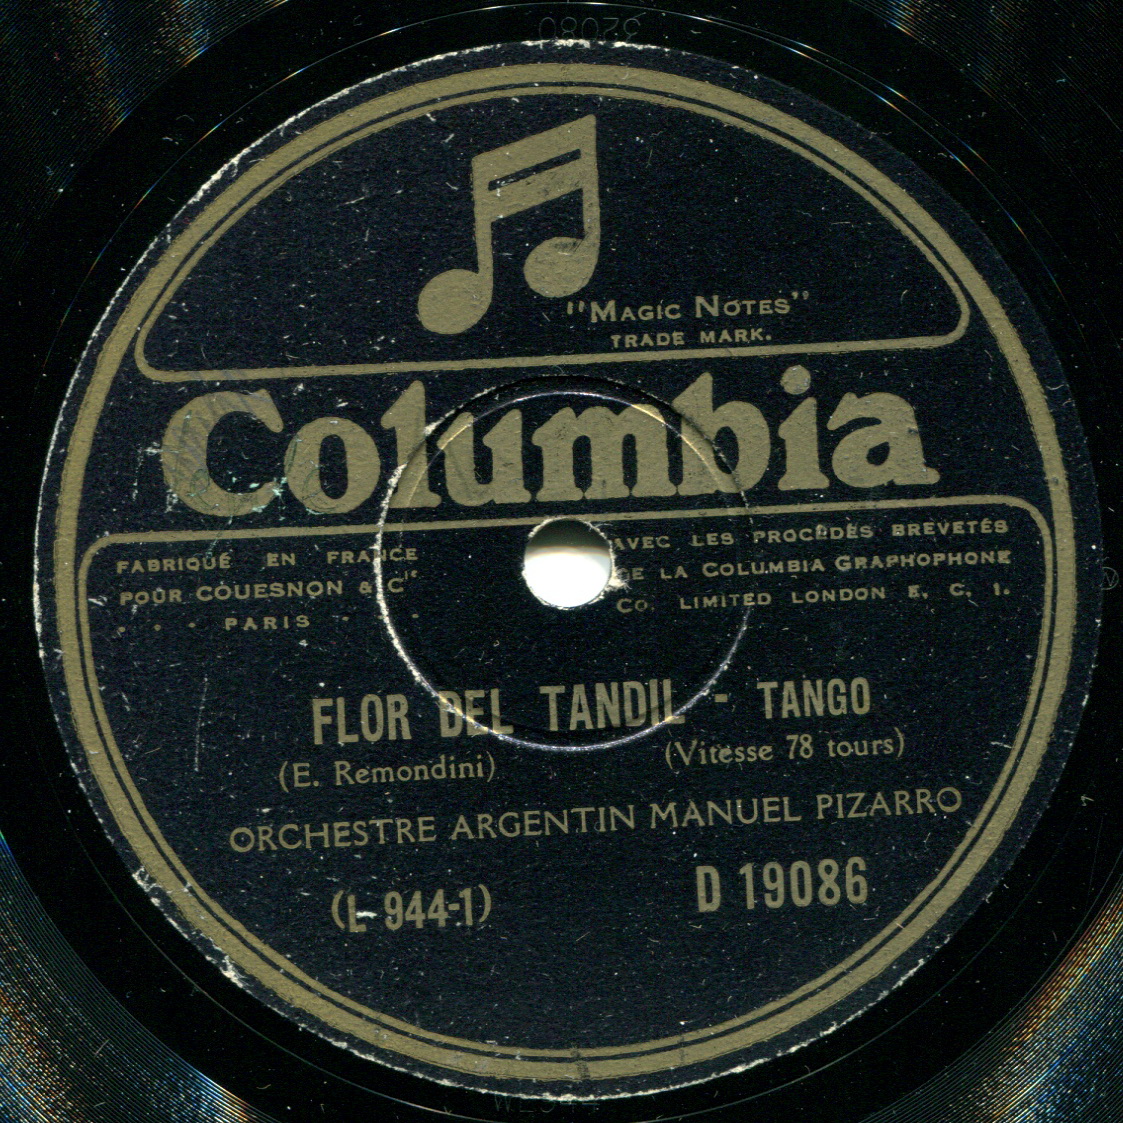 "MAGIC NOTES"
TRADE MARK.
Columbia
FABRIQUÉ EN FRANCE
POUR COUESNON & Cie
PARIS
AVEC LES PROCÉDÉS BREVETÉS
DE LA COLUMBIA GRAPHOPHONE
Co. LIMITED LONDON E. C. 1.
FLOR DEL TANDIL - TANGO
(E. Remondini)
(Vitesse 78 tours)
ORCHESTRE ARGENTIN MANUEL PIZARRO
(L 944-1)
D 19086